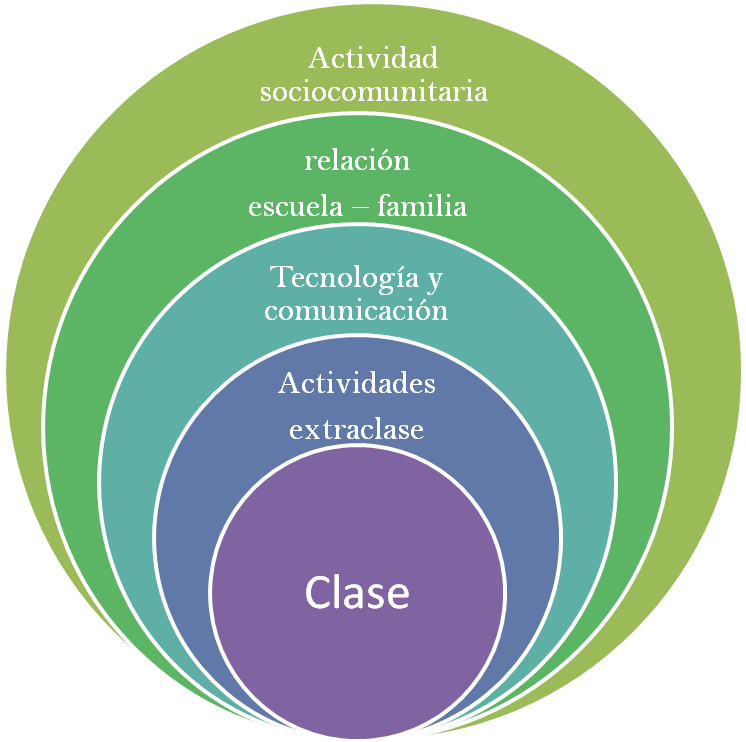 Actividad
sociocomunitaria
relación
escuela – familia
Tecnología y
comunicación
Actividades
extraclase
Clase